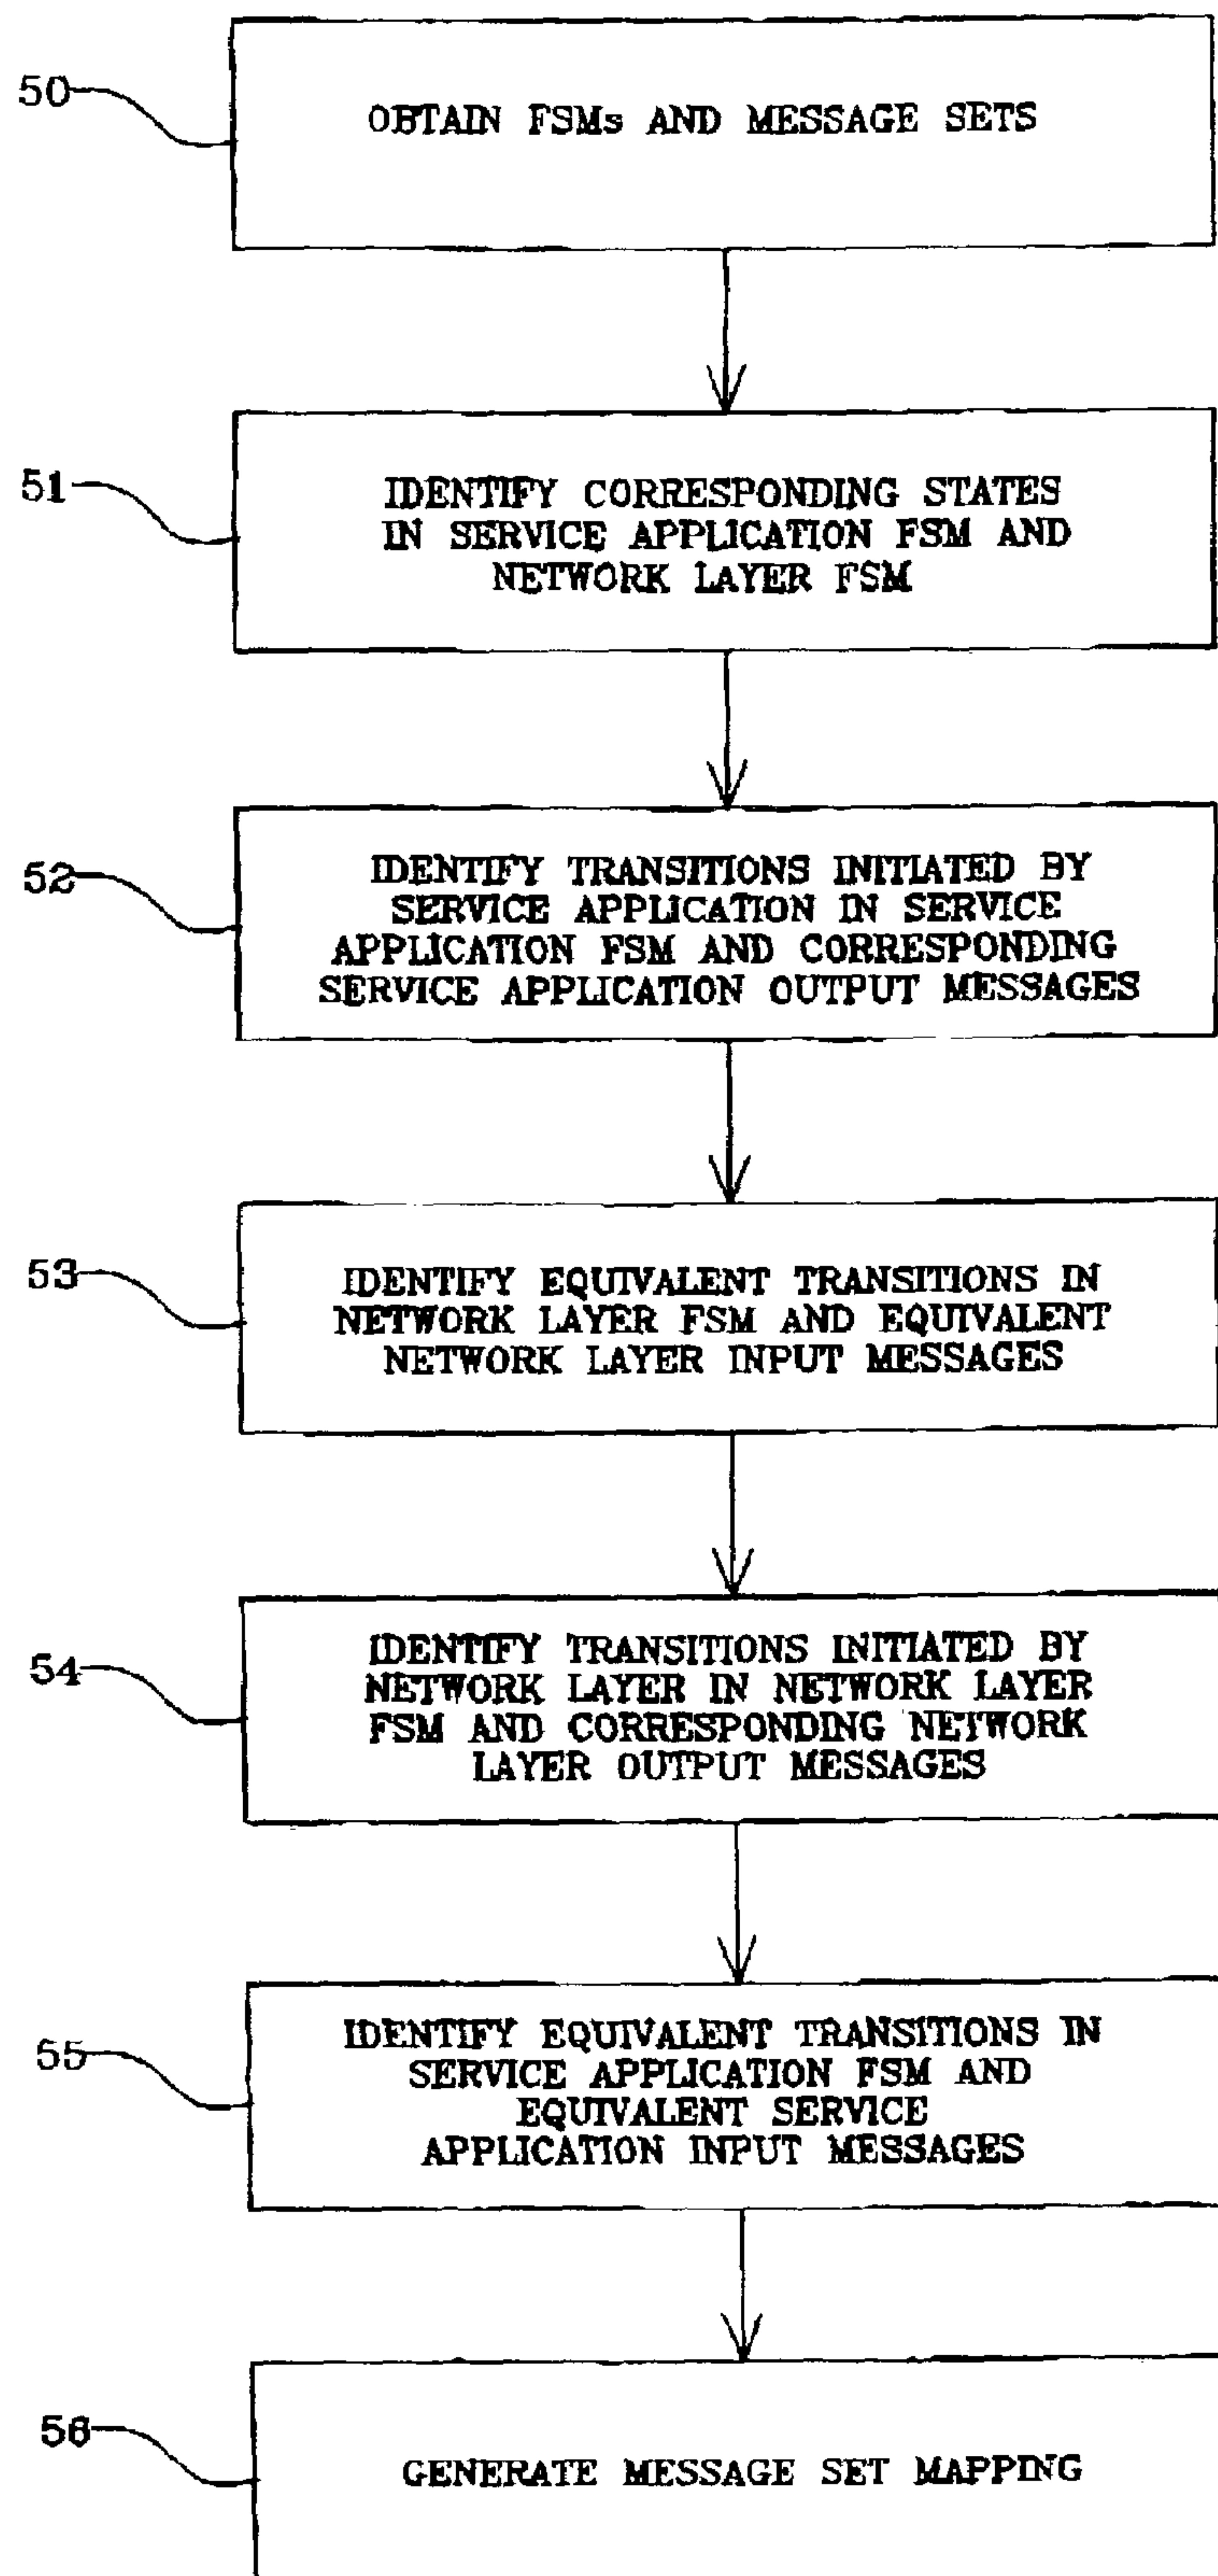 50
OBTAIN FSMs AND MESSAGE SETS
51
IDENTIFY CORRESPONDING STATES
IN SERVICE APPLICATION FSM AND
NETWORK LAYER FSM
52
IDENTIFY TRANSITIONS INITIATED BY
SERVICE APPLICATION IN SERVICE
APPLICATION FSM AND CORRESPONDING
SERVICE APPLICATION OUTPUT MESSAGES
53
IDENTIFY EQUIVALENT TRANSITIONS IN
NETWORK LAYER FSM AND EQUIVALENT
NETWORK LAYER INPUT MESSAGES
54
IDENTIFY TRANSITIONS INITIATED BY
NETWORK LAYER IN NETWORK LAYER
FSM AND CORRESPONDING NETWORK
LAYER OUTPUT MESSAGES
55
IDENTIFY EQUIVALENT TRANSITIONS IN
SERVICE APPLICATION FSM AND
EQUIVALENT SERVICE
APPLICATION INPUT MESSAGES
56
GENERATE MESSAGE SET MAPPING